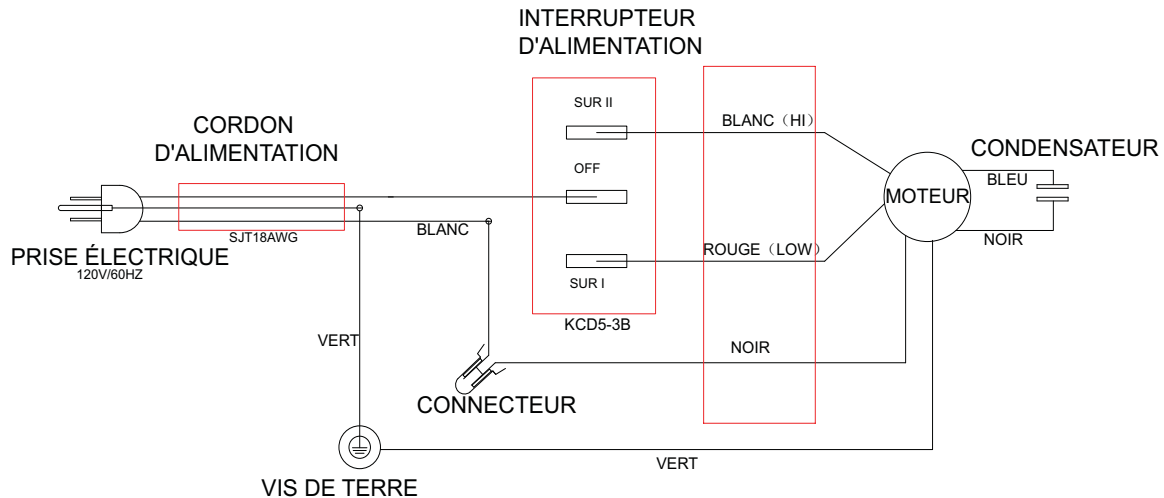 INTERRUPTEUR
D'ALIMENTATION
CORDON
D'ALIMENTATION
SUR II
BLANC（HI）
CONDENSATEUR
OFF
BLEU
MOTEUR
BLANC
SJT18AWG
NOIR
PRISE ÉLECTRIQUE
120V/60HZ
ROUGE（LOW）
SUR I
KCD5-3B
VERT
NOIR
CONNECTEUR
VERT
VIS DE TERRE